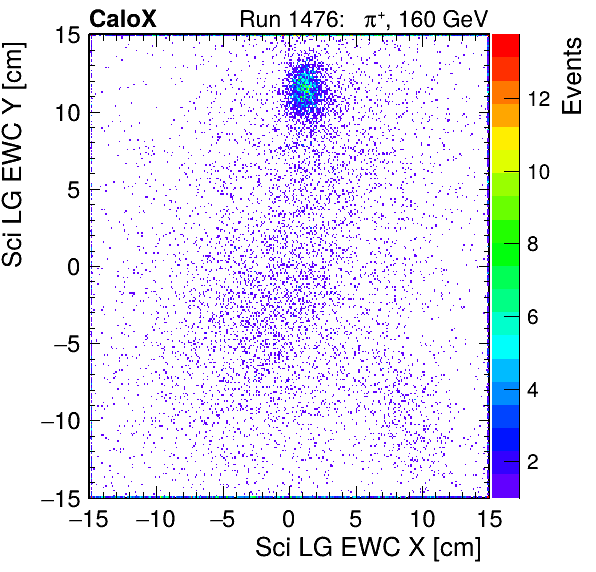 CaloX Run 1476: π⁺, 160 GeV
Sci LG EWC Y [cm]
15
10
5
0
−5
−10
−15
−15 −10 −5 0 5 10 15
Sci LG EWC X [cm]
Events
12
10
8
6
4
2